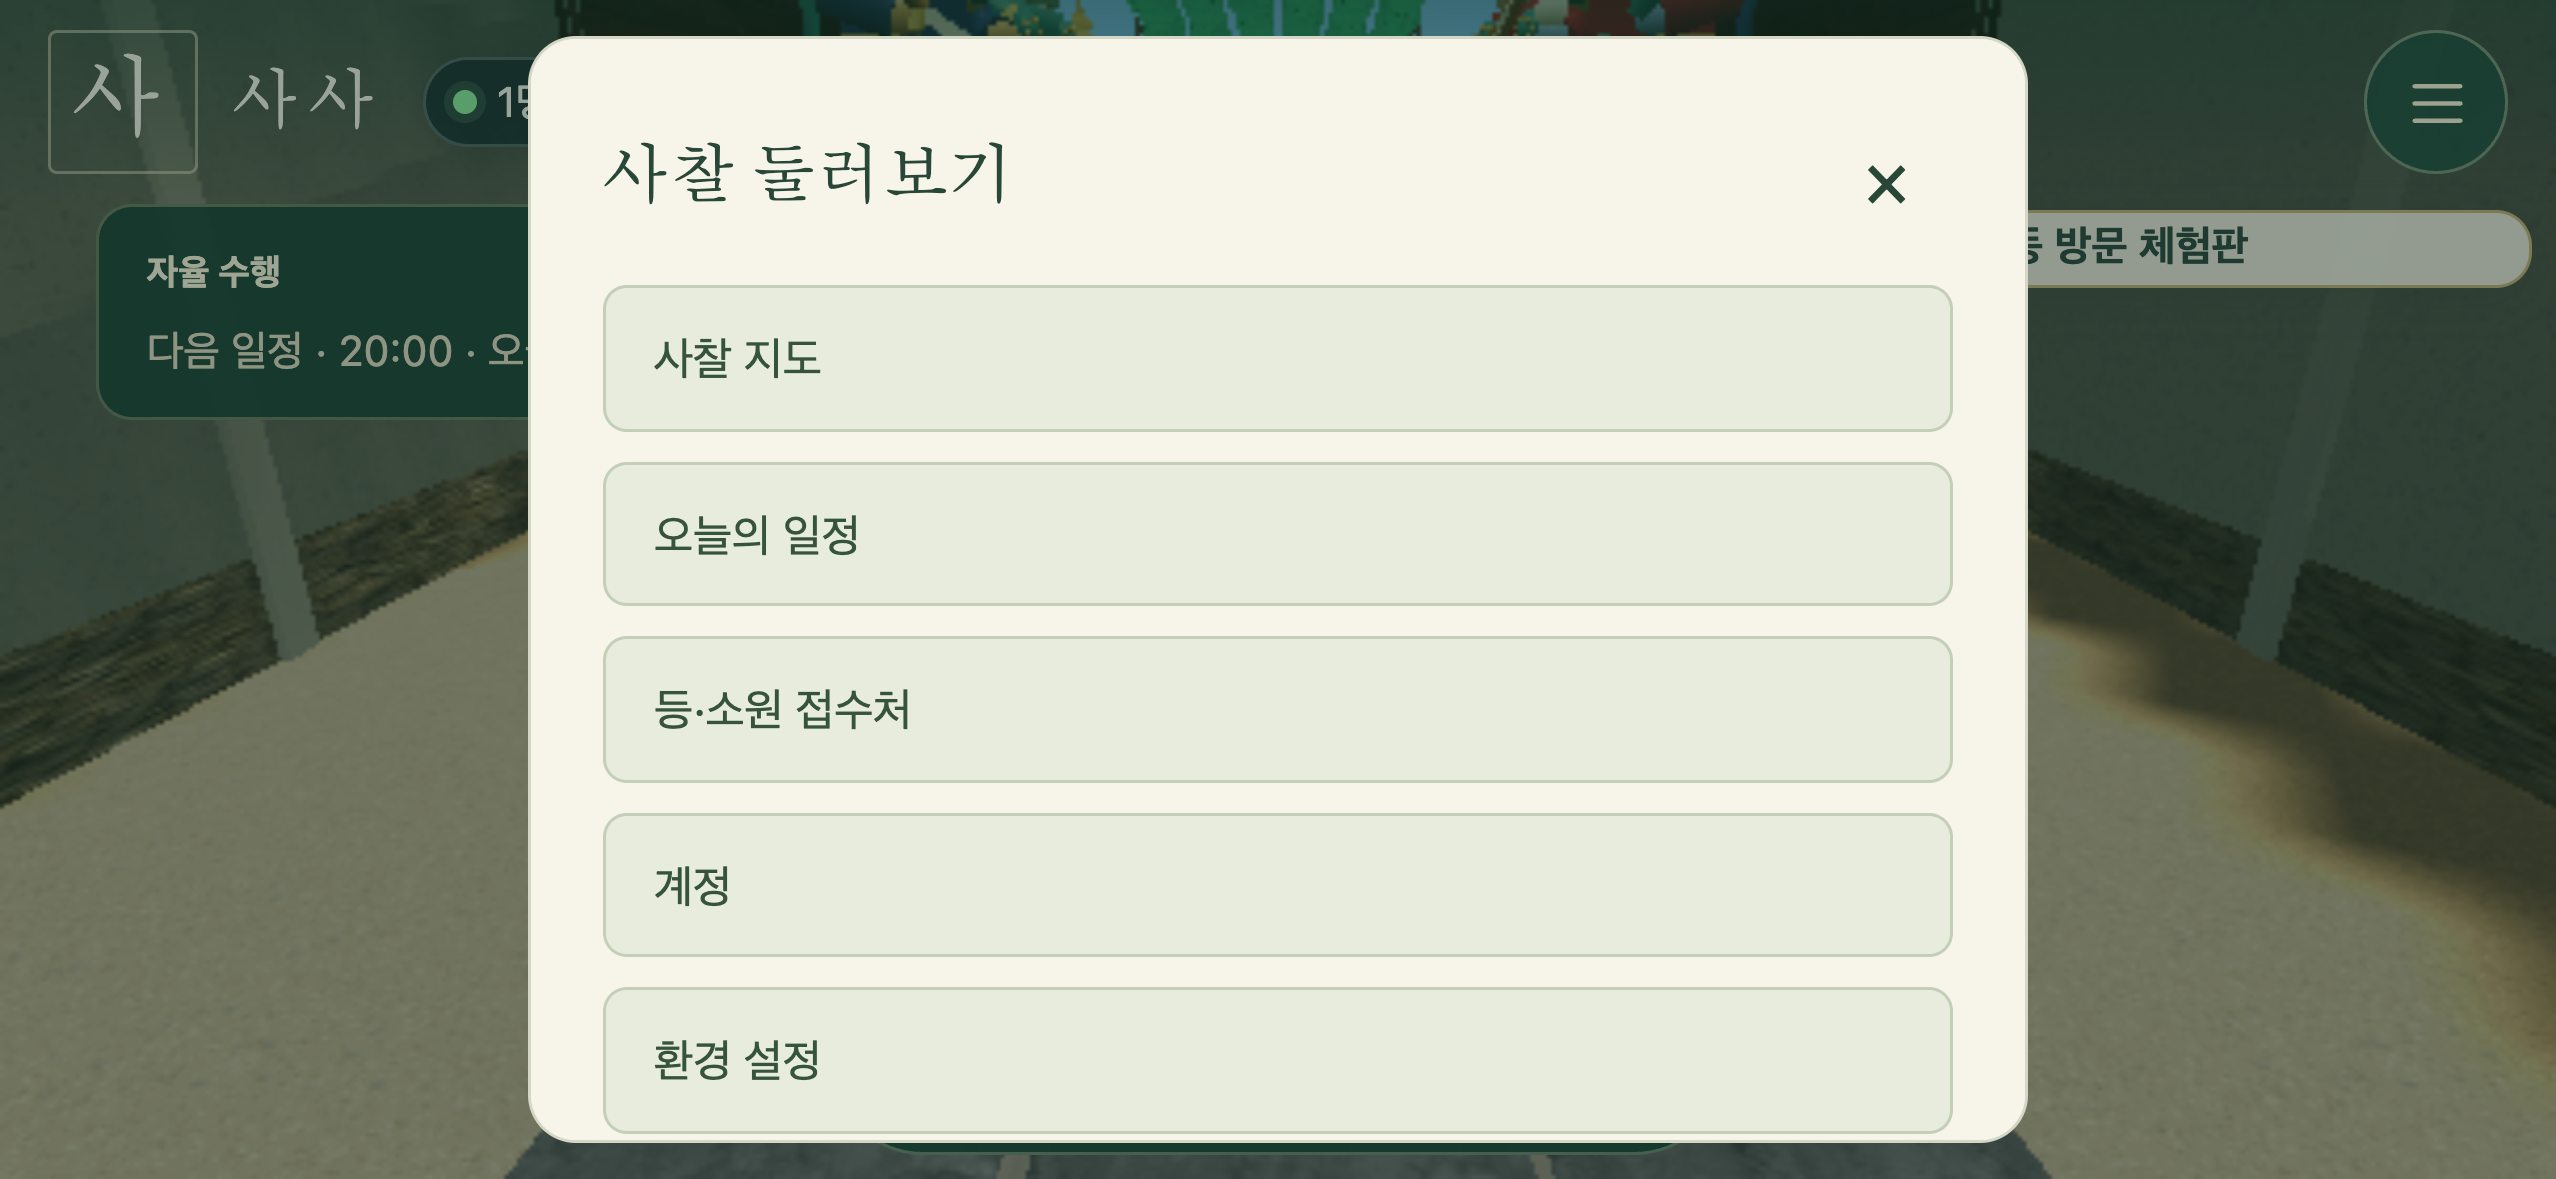 사
사사
자율 수행
다음 일정 · 20:00 ·
방문 체험판
사찰 둘러보기
사찰 지도
오늘의 일정
등·소원 접수처
계정
환경 설정